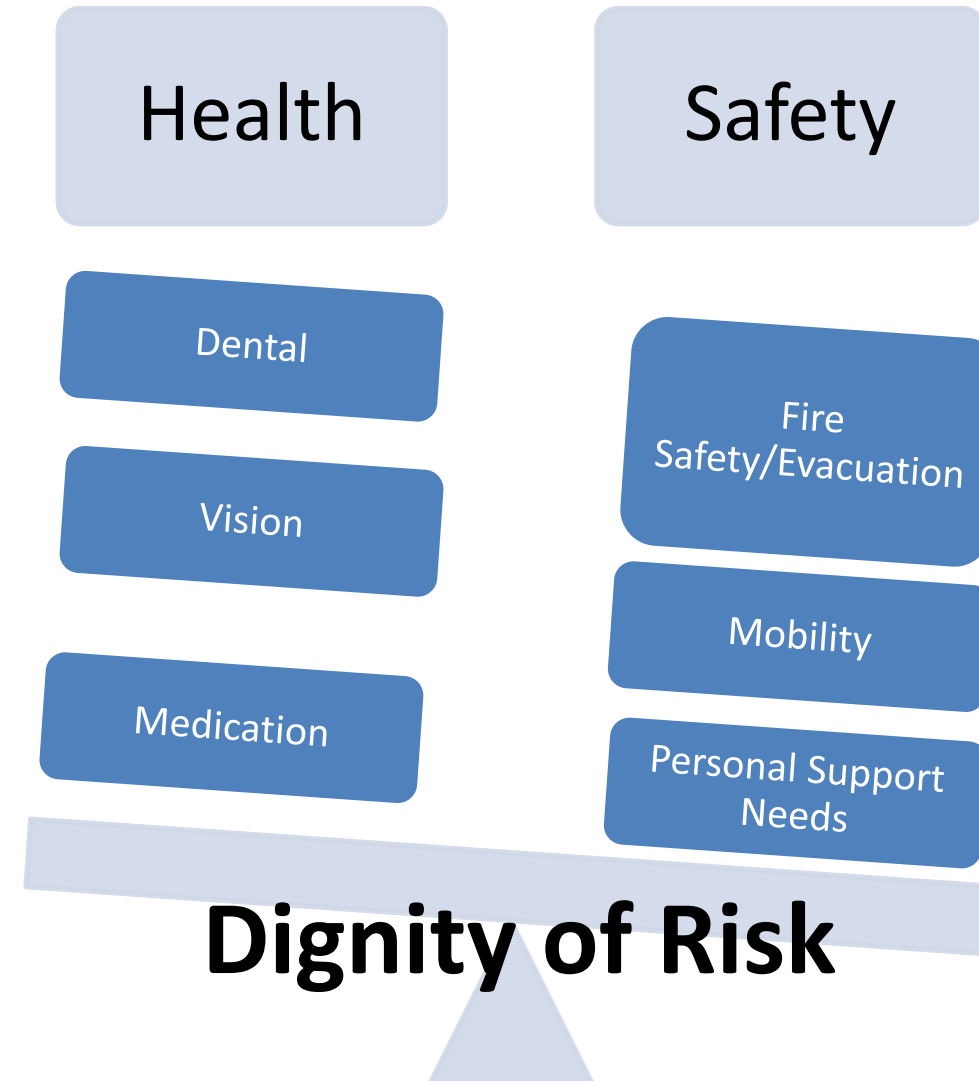 Health
Safety
Dental
Vision
Medication
Fire
Safety/Evacuation
Mobility
Personal Support
Needs
Dignity of Risk